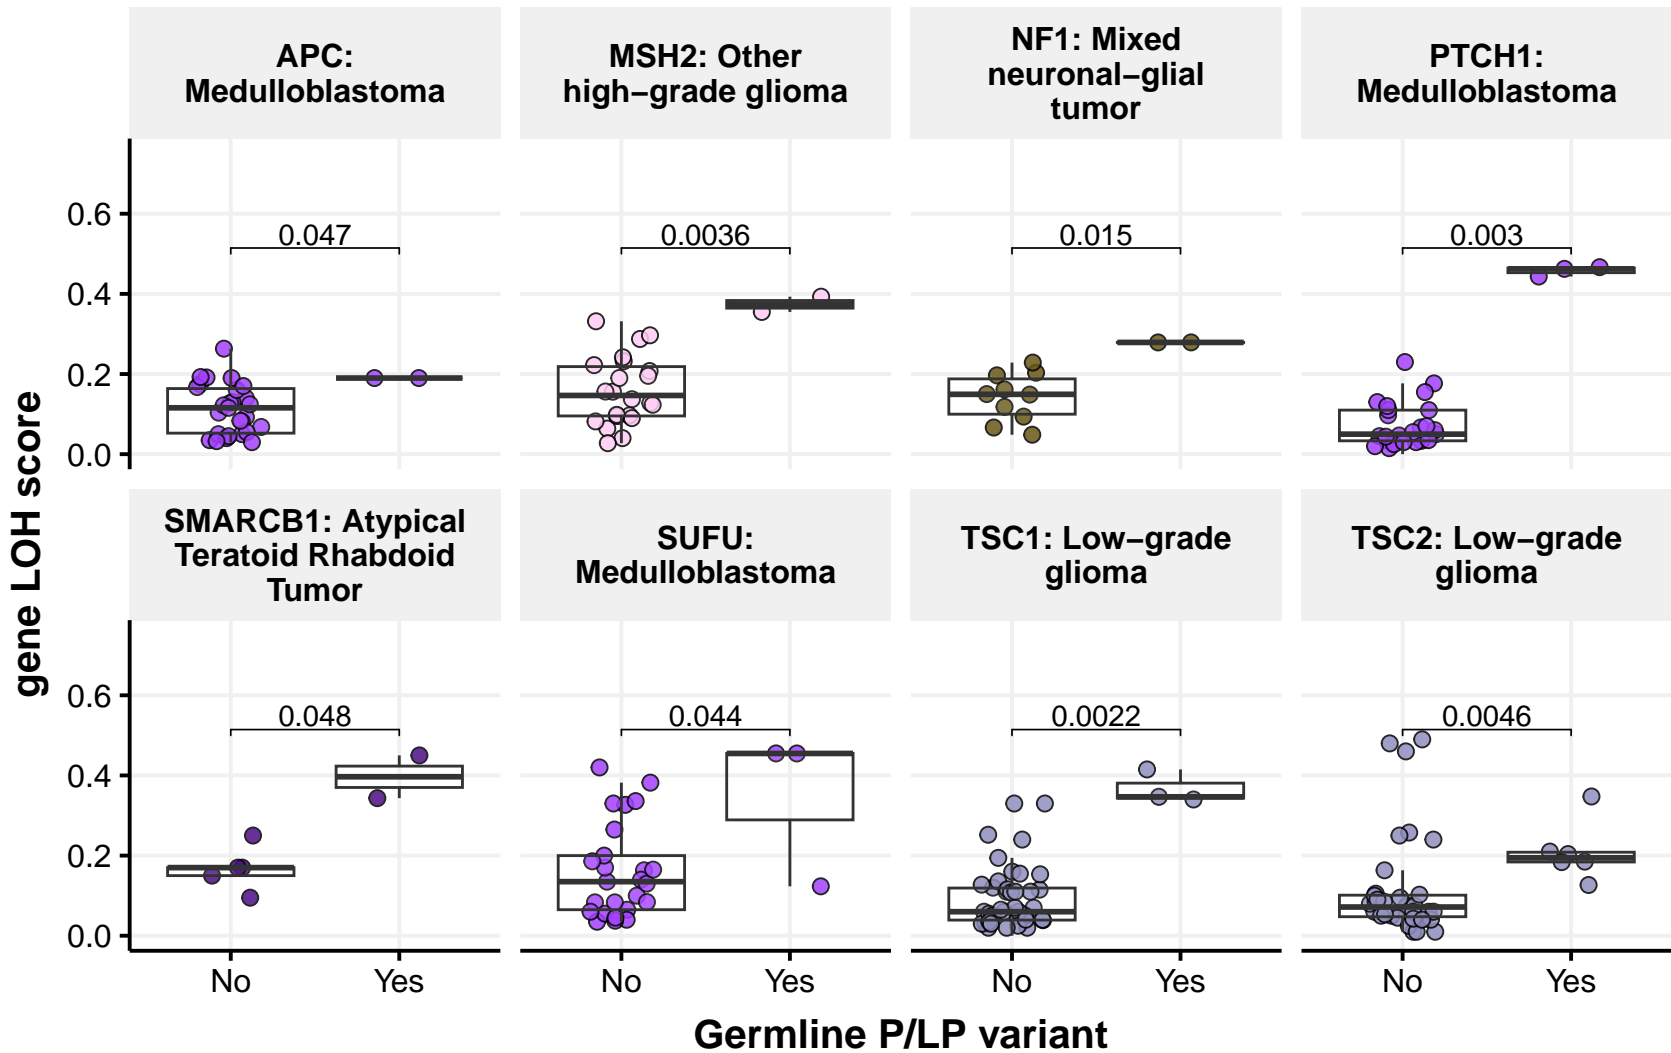 APC:
Medulloblastoma
MSH2: Other
high−grade glioma
NF1: Mixed
neuronal−glial
tumor
PTCH1:
Medulloblastoma
0.6
0.4
0.2
0.0
0.047
0.0036
0.015
0.003
SMARCB1: Atypical
Teratoid Rhabdoid
Tumor
SUFU:
Medulloblastoma
TSC1: Low−grade
glioma
TSC2: Low−grade
glioma
0.6
0.4
0.2
0.0
0.048
0.044
0.0022
0.0046
gene LOH score
No Yes No Yes No Yes No Yes
Germline P/LP variant